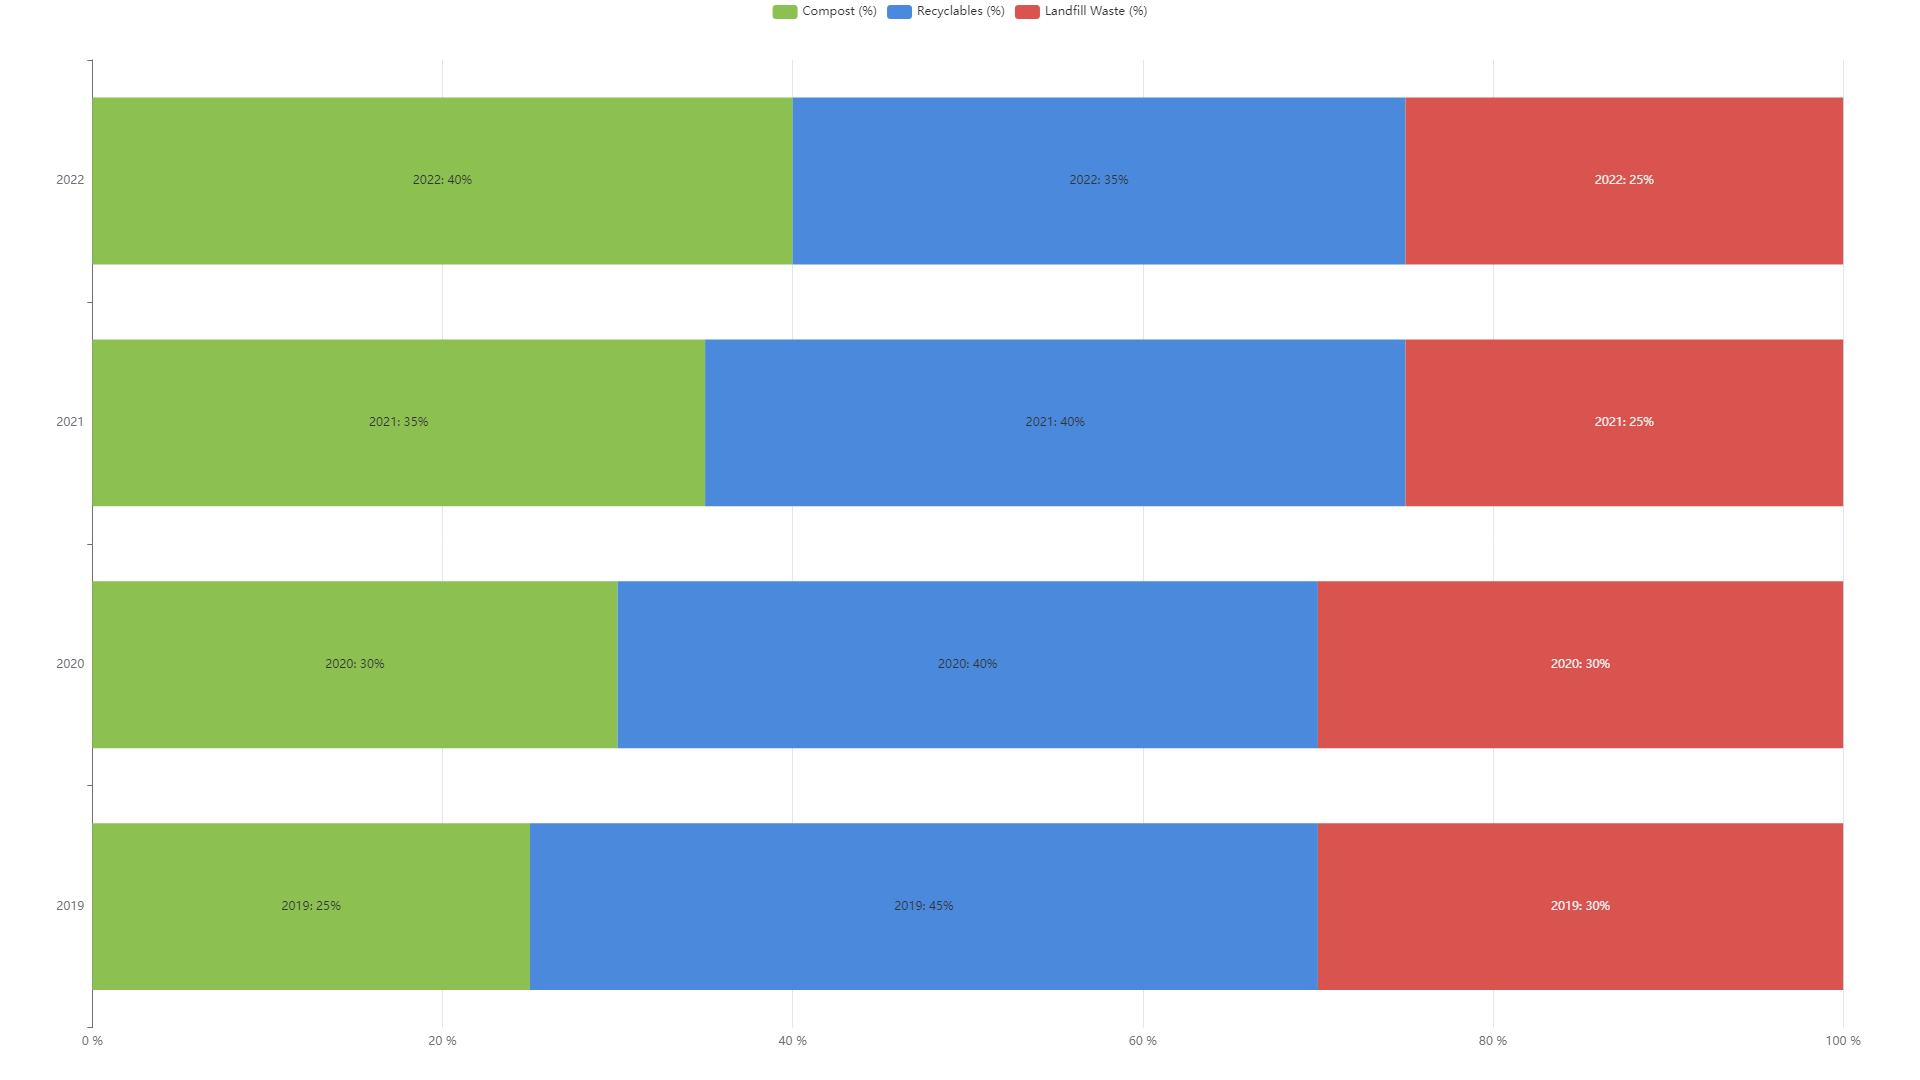 Compost (%) Recyclables (%) Landfill Waste (%)
2022 2022: 40% 2022: 35% 2022: 25%
2021 2021: 35% 2021: 40% 2021: 25%
2020 2020: 30% 2020: 40% 2020: 30%
2019 2019: 25% 2019: 45% 2019: 30%
0 % 20 % 40 % 60 % 80 % 100 %